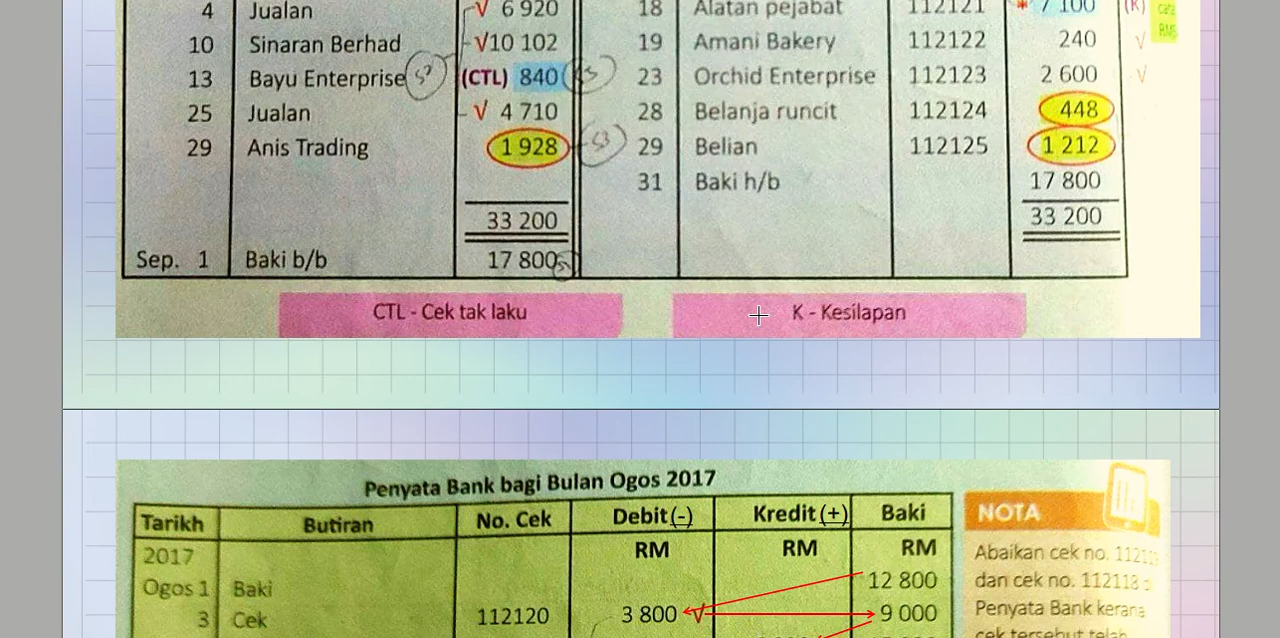 4 Jualan √ 6 920 18 Alatan pejabat 112121 * 7 100 (K)
10 Sinaran Berhad √ 10 102 19 Amani Bakery 112122 240 √
13 Bayu Enterprise (CTL) 840 23 Orchid Enterprise 112123 2 600 √
25 Jualan √ 4 710 28 Belanja runcit 112124 448
29 Anis Trading 1 928 29 Belian 112125 1 212
31 Baki h/b 17 800
33 200 33 200
Sep. 1 Baki b/b 17 800
CTL - Cek tak laku K - Kesilapan
Penyata Bank bagi Bulan Ogos 2017
Tarikh Butiran No. Cek Debit (-) Kredit (+) Baki
2017 RM RM RM
Ogos 1 Baki 12 800
3 Cek 112120 3 800 √ 9 000
NOTA
Abaikan cek no.
dan cek no. 112118
Penyata Bank kerana
cek tersebut telah